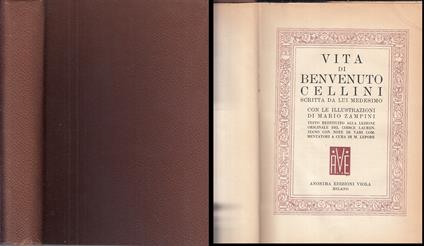 VITA
DI
BENVENUTO
CELLINI
SCRITTA DA LUI MEDESIMO
CON LE ILLUSTRAZIONI
DI MARIO ZAMPINI
TESTO RESTITUITO ALLA LEZIONE
ORIGINALE DEL CODICE LAUREN-
ZIANO CON NOTE DI VARI COM-
MENTATORI A CURA DI M. LEPORE
AVE
ANONIMA EDIZIONI VIOLA
MILANO